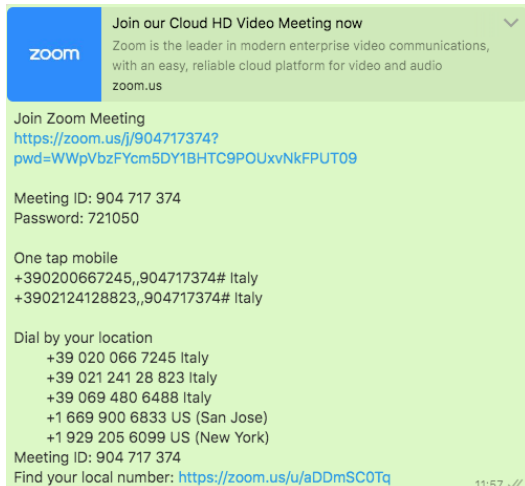 zoom
Join our Cloud HD Video Meeting now
Zoom is the leader in modern enterprise video communications,
with an easy, reliable cloud platform for video and audio
zoom.us
Join Zoom Meeting
https://zoom.us/j/904717374?
pwd=WWpVbzFYcm5DY1BHTC9POUxvNkFPUT09
Meeting ID: 904 717 374
Password: 721050
One tap mobile
+390200667245,,904717374# Italy
+3902124128823,,904717374# Italy
Dial by your location
+39 020 066 7245 Italy
+39 021 241 28 823 Italy
+39 069 480 6488 Italy
+1 669 900 6833 US (San Jose)
+1 929 205 6099 US (New York)
Meeting ID: 904 717 374
Find your local number: https://zoom.us/u/aDDmSC0Tq
11:57